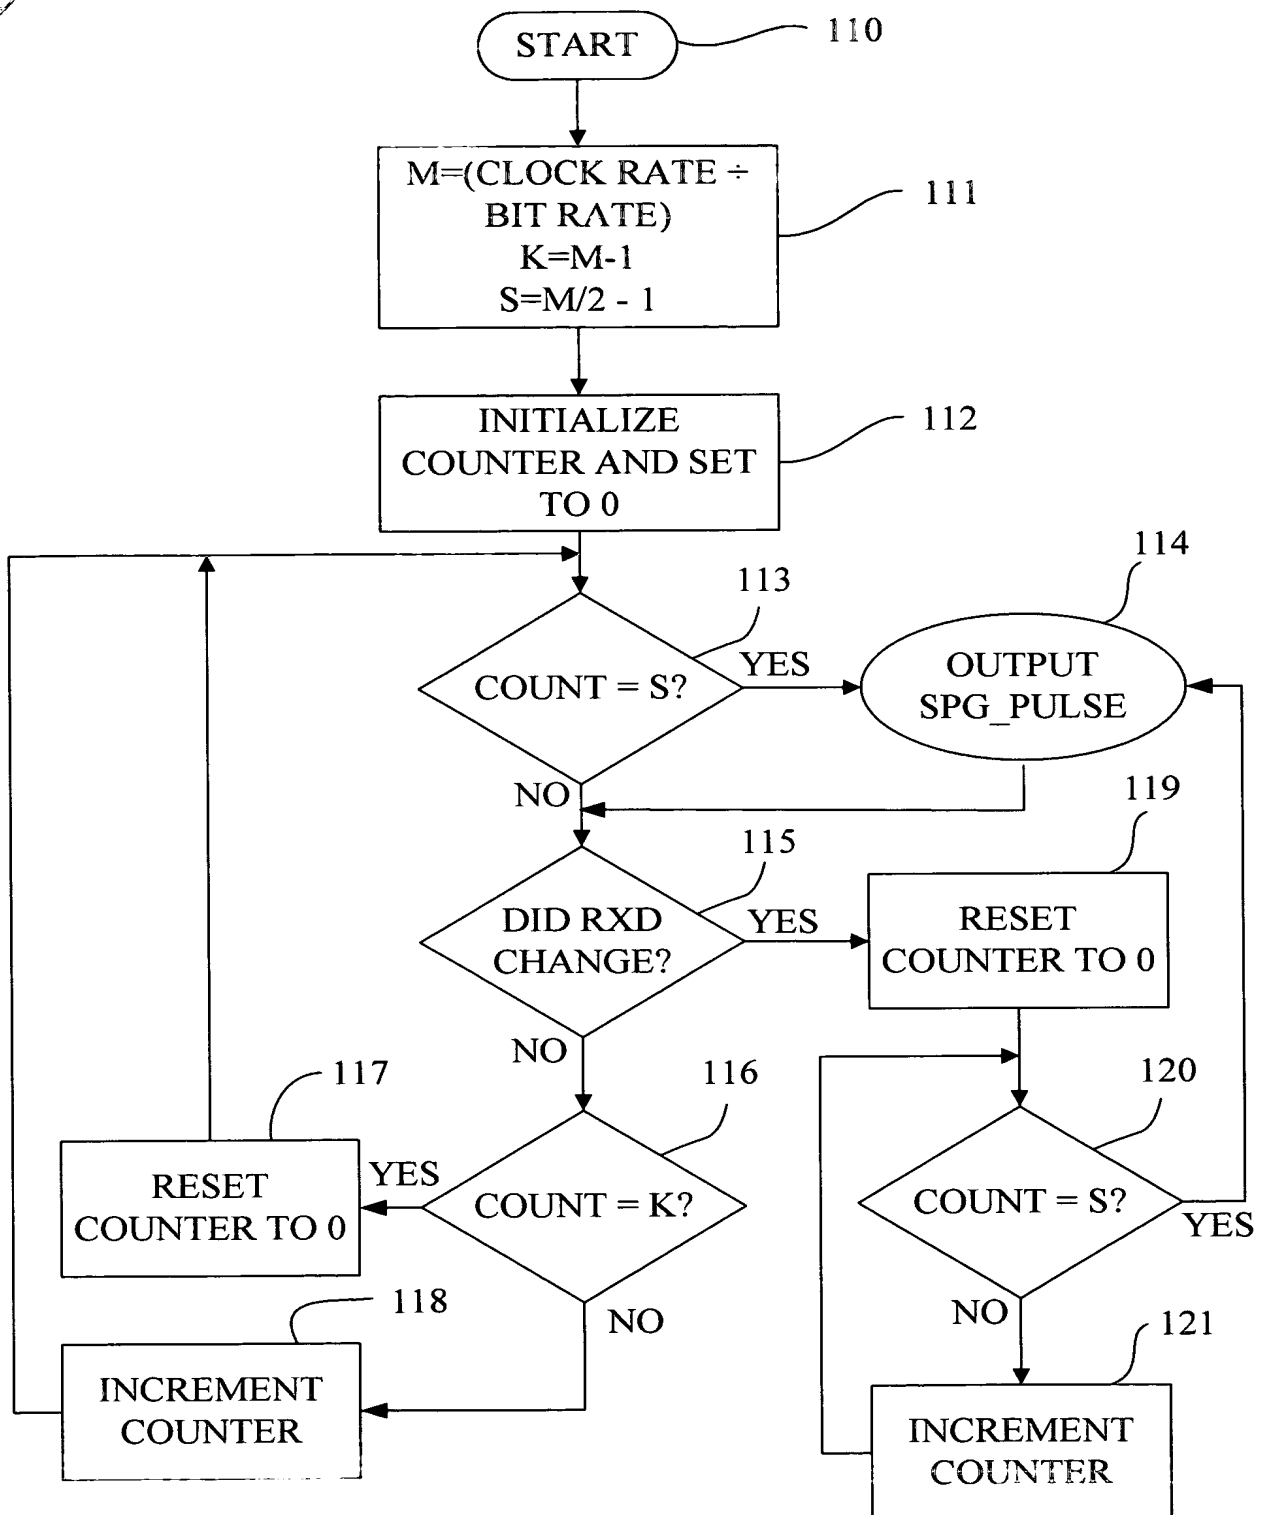 START
110
M=(CLOCK RATE ÷
BIT RATE)
K=M-1
S=M/2 - 1
111
INITIALIZE
COUNTER AND SET
TO 0
112
113
114
COUNT = S?
YES
OUTPUT
SPG_PULSE
NO
119
115
DID RXD
CHANGE?
YES
RESET
COUNTER TO 0
NO
117
116
120
RESET
COUNTER TO 0
YES
COUNT = K?
COUNT = S?
YES
118
NO
NO
121
INCREMENT
COUNTER
INCREMENT
COUNTER